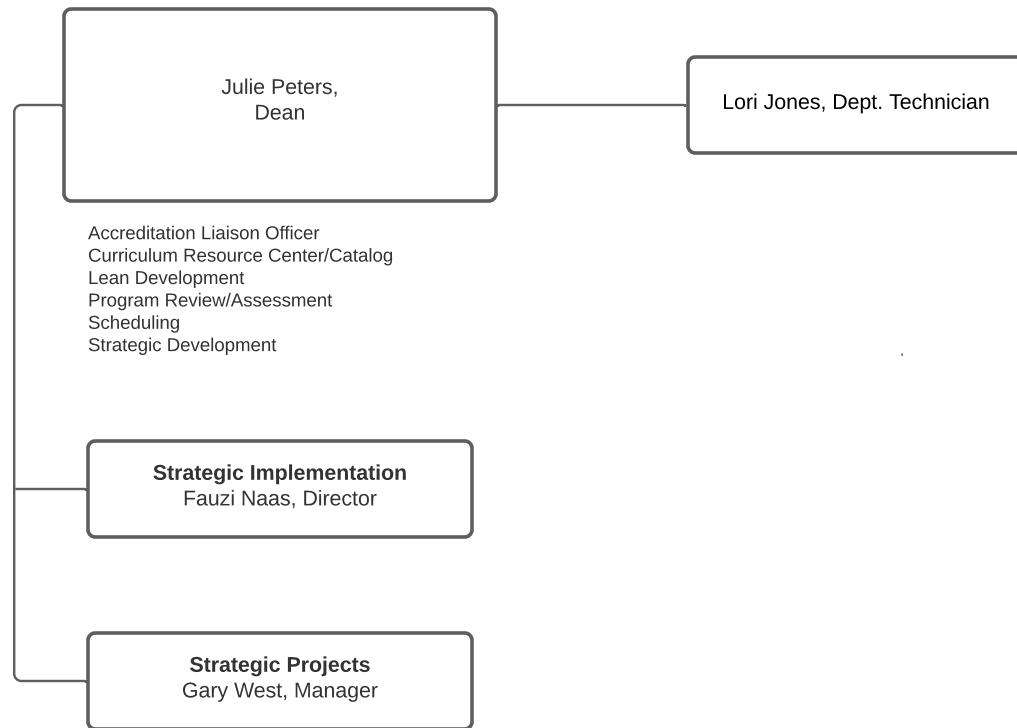 Julie Peters,
Dean
Lori Jones, Dept. Technician
Accreditation Liaison Officer
Curriculum Resource Center/Catalog
Lean Development
Program Review/Assessment
Scheduling
Strategic Development
Strategic Implementation
Fauzi Naas, Director
Strategic Projects
Gary West, Manager